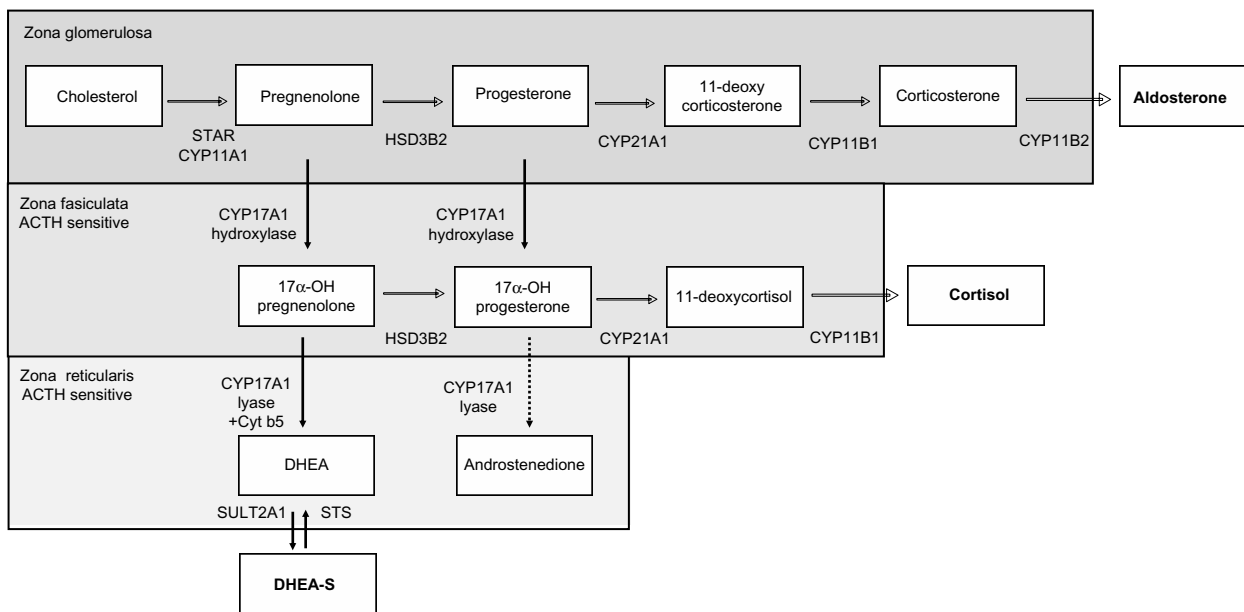 Zona glomerulosa
Cholesterol
Pregnenolone
Progesterone
11-deoxy
corticosterone
Corticosterone
Aldosterone
STAR
CYP11A1
HSD3B2
CYP21A1
CYP11B1
CYP11B2
Zona fasiculata
ACTH sensitive
CYP17A1
hydroxylase
CYP17A1
hydroxylase
17α-OH
pregnenolone
17α-OH
progesterone
11-deoxycortisol
Cortisol
HSD3B2
CYP21A1
CYP11B1
Zona reticularis
ACTH sensitive
CYP17A1
lyase
+Cyt b5
CYP17A1
lyase
DHEA
Androstenedione
SULT2A1
STS
DHEA-S